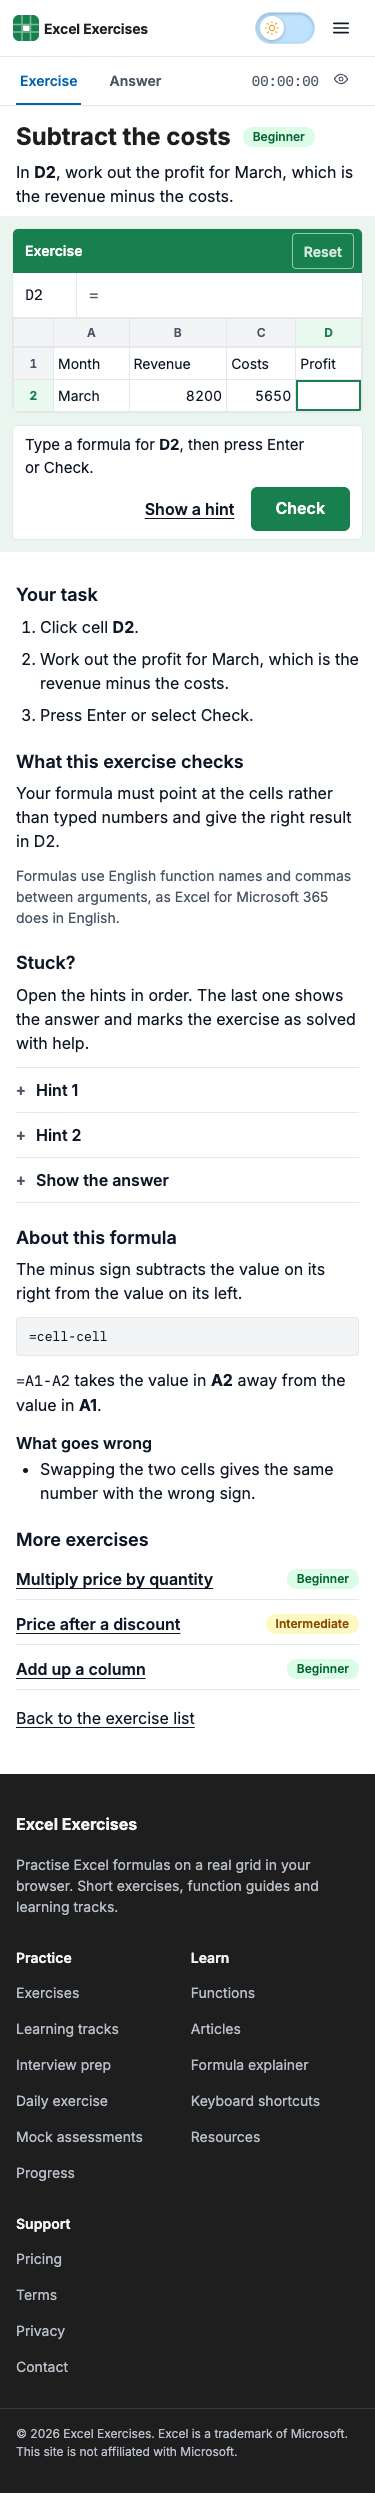 Excel Exercises
Exercise Answer 00:00:00
Subtract the costs Beginner
In D2, work out the profit for March, which is
the revenue minus the costs.
Exercise Reset
D2 =
A B C D
1 Month Revenue Costs Profit
2 March 8200 5650
Type a formula for D2, then press Enter
or Check.
Show a hint Check
Your task
1. Click cell D2.
2. Work out the profit for March, which is the
revenue minus the costs.
3. Press Enter or select Check.
What this exercise checks
Your formula must point at the cells rather
than typed numbers and give the right result
in D2.
Formulas use English function names and commas
between arguments, as Excel for Microsoft 365
does in English.
Stuck?
Open the hints in order. The last one shows
the answer and marks the exercise as solved
with help.
+ Hint 1
+ Hint 2
+ Show the answer
About this formula
The minus sign subtracts the value on its
right from the value on its left.
=cell-cell
=A1-A2 takes the value in A2 away from the
value in A1.
What goes wrong
• Swapping the two cells gives the same
number with the wrong sign.
More exercises
Multiply price by quantity Beginner
Price after a discount Intermediate
Add up a column Beginner
Back to the exercise list
Excel Exercises
Practise Excel formulas on a real grid in your
browser. Short exercises, function guides and
learning tracks.
Practice
Exercises
Learning tracks
Interview prep
Daily exercise
Mock assessments
Progress
Learn
Functions
Articles
Formula explainer
Keyboard shortcuts
Resources
Support
Pricing
Terms
Privacy
Contact
© 2026 Excel Exercises. Excel is a trademark of Microsoft.
This site is not affiliated with Microsoft.